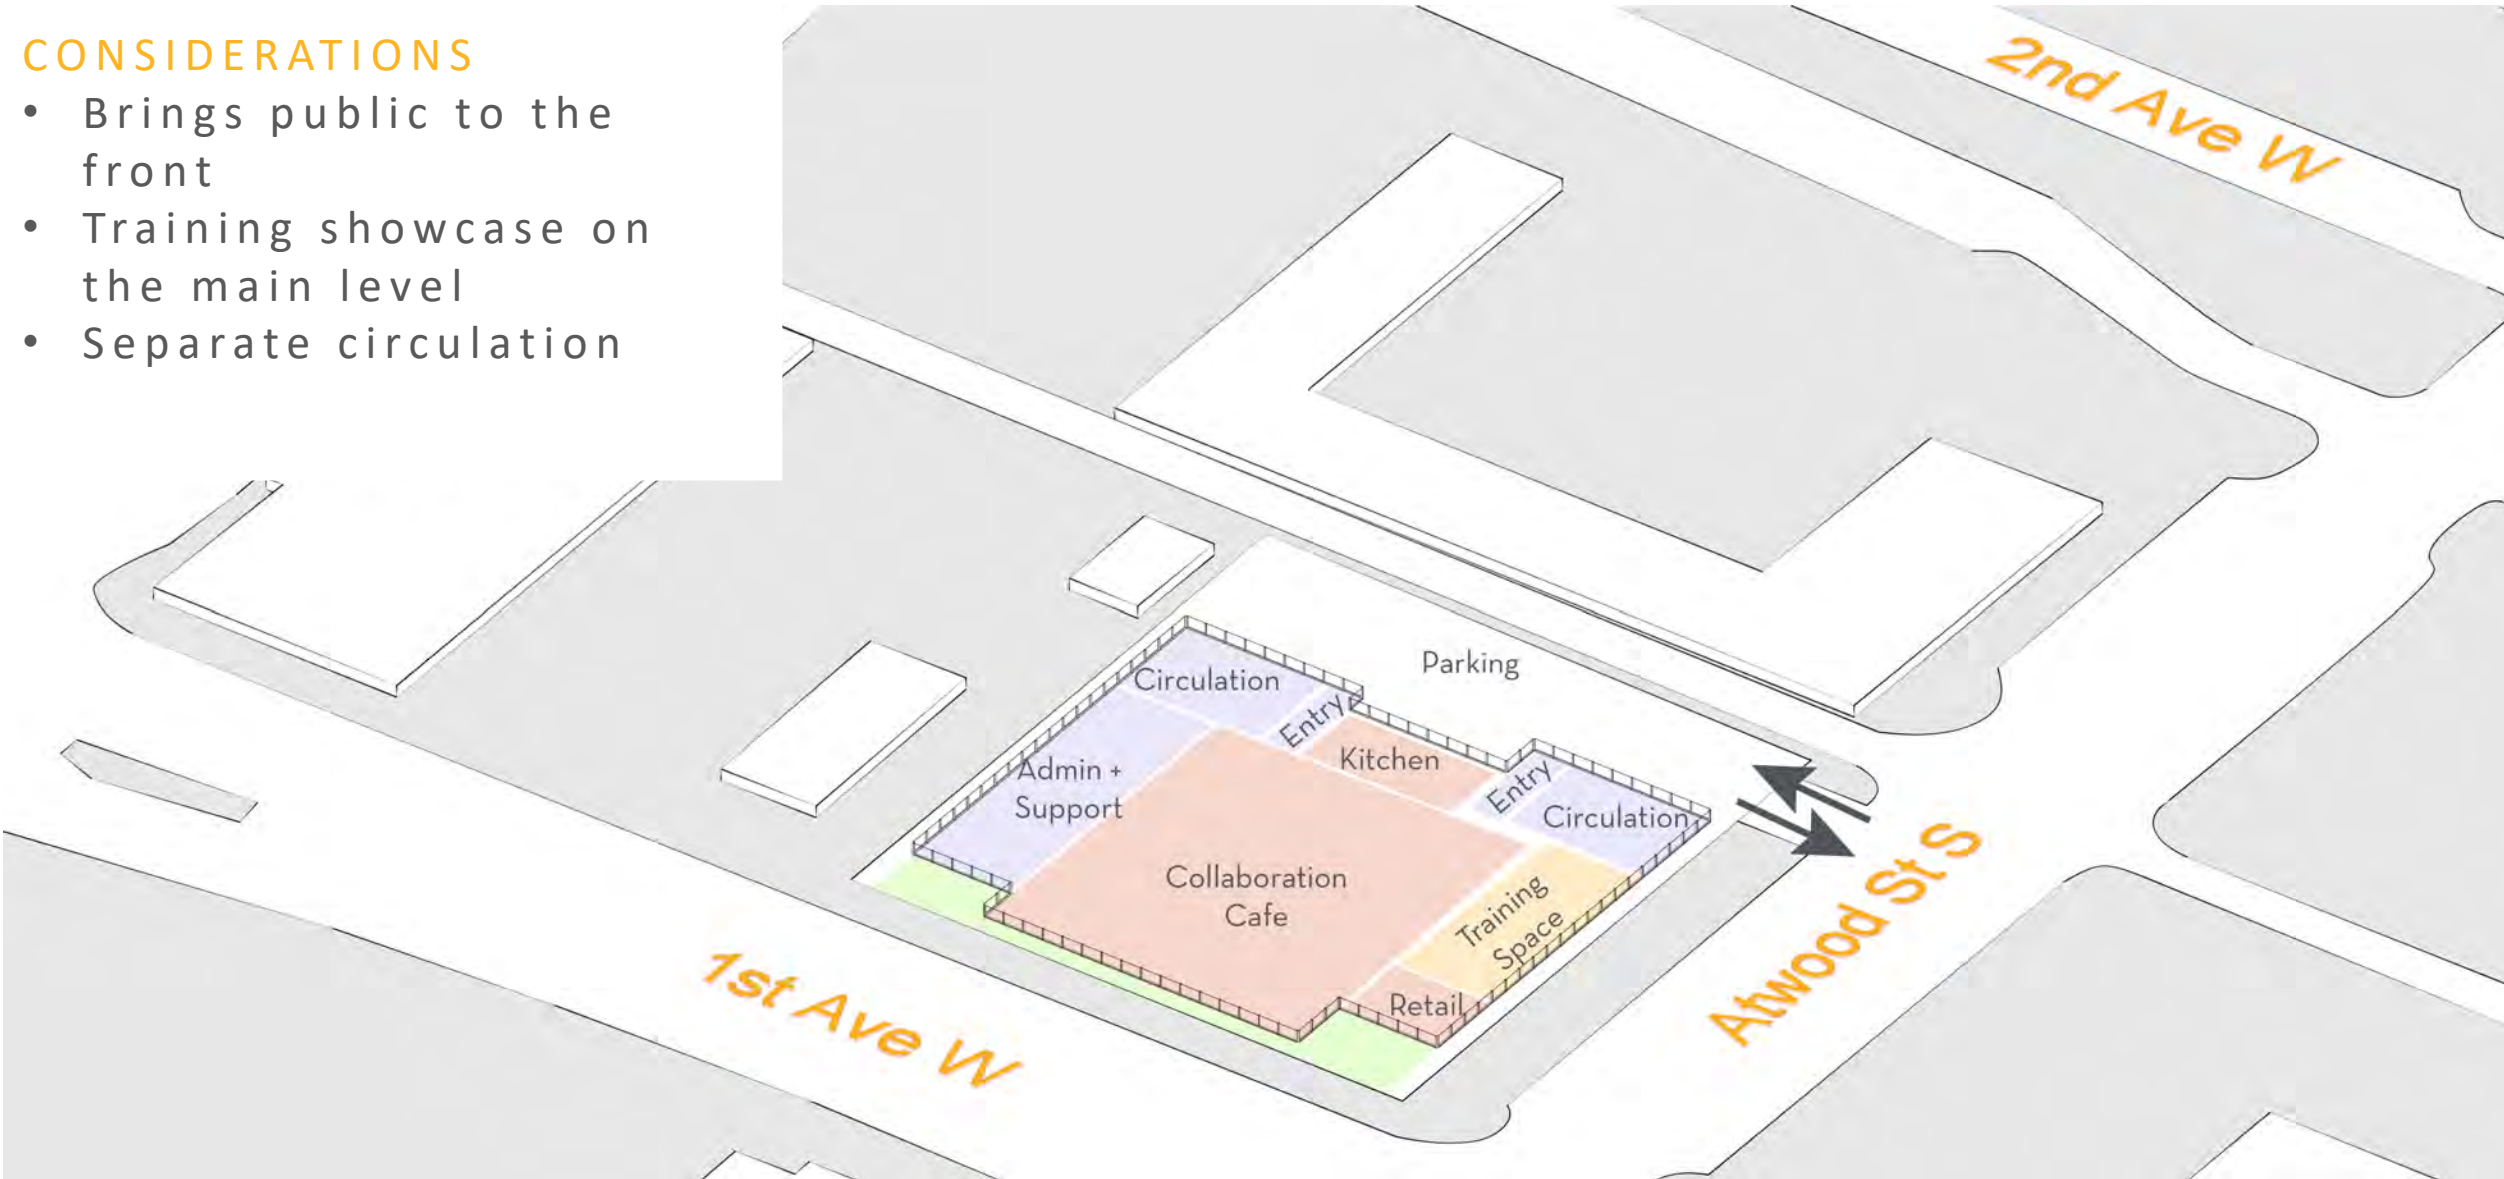 CONSIDERATIONS
• Brings public to the
front
• Training showcase on
the main level
• Separate circulation
2nd Ave W
Parking
Circulation
Entry
Kitchen
Entry
Circulation
Admin +
Support
Collaboration
Cafe
Training
Space
Retail
1st Ave W
Atwood St S